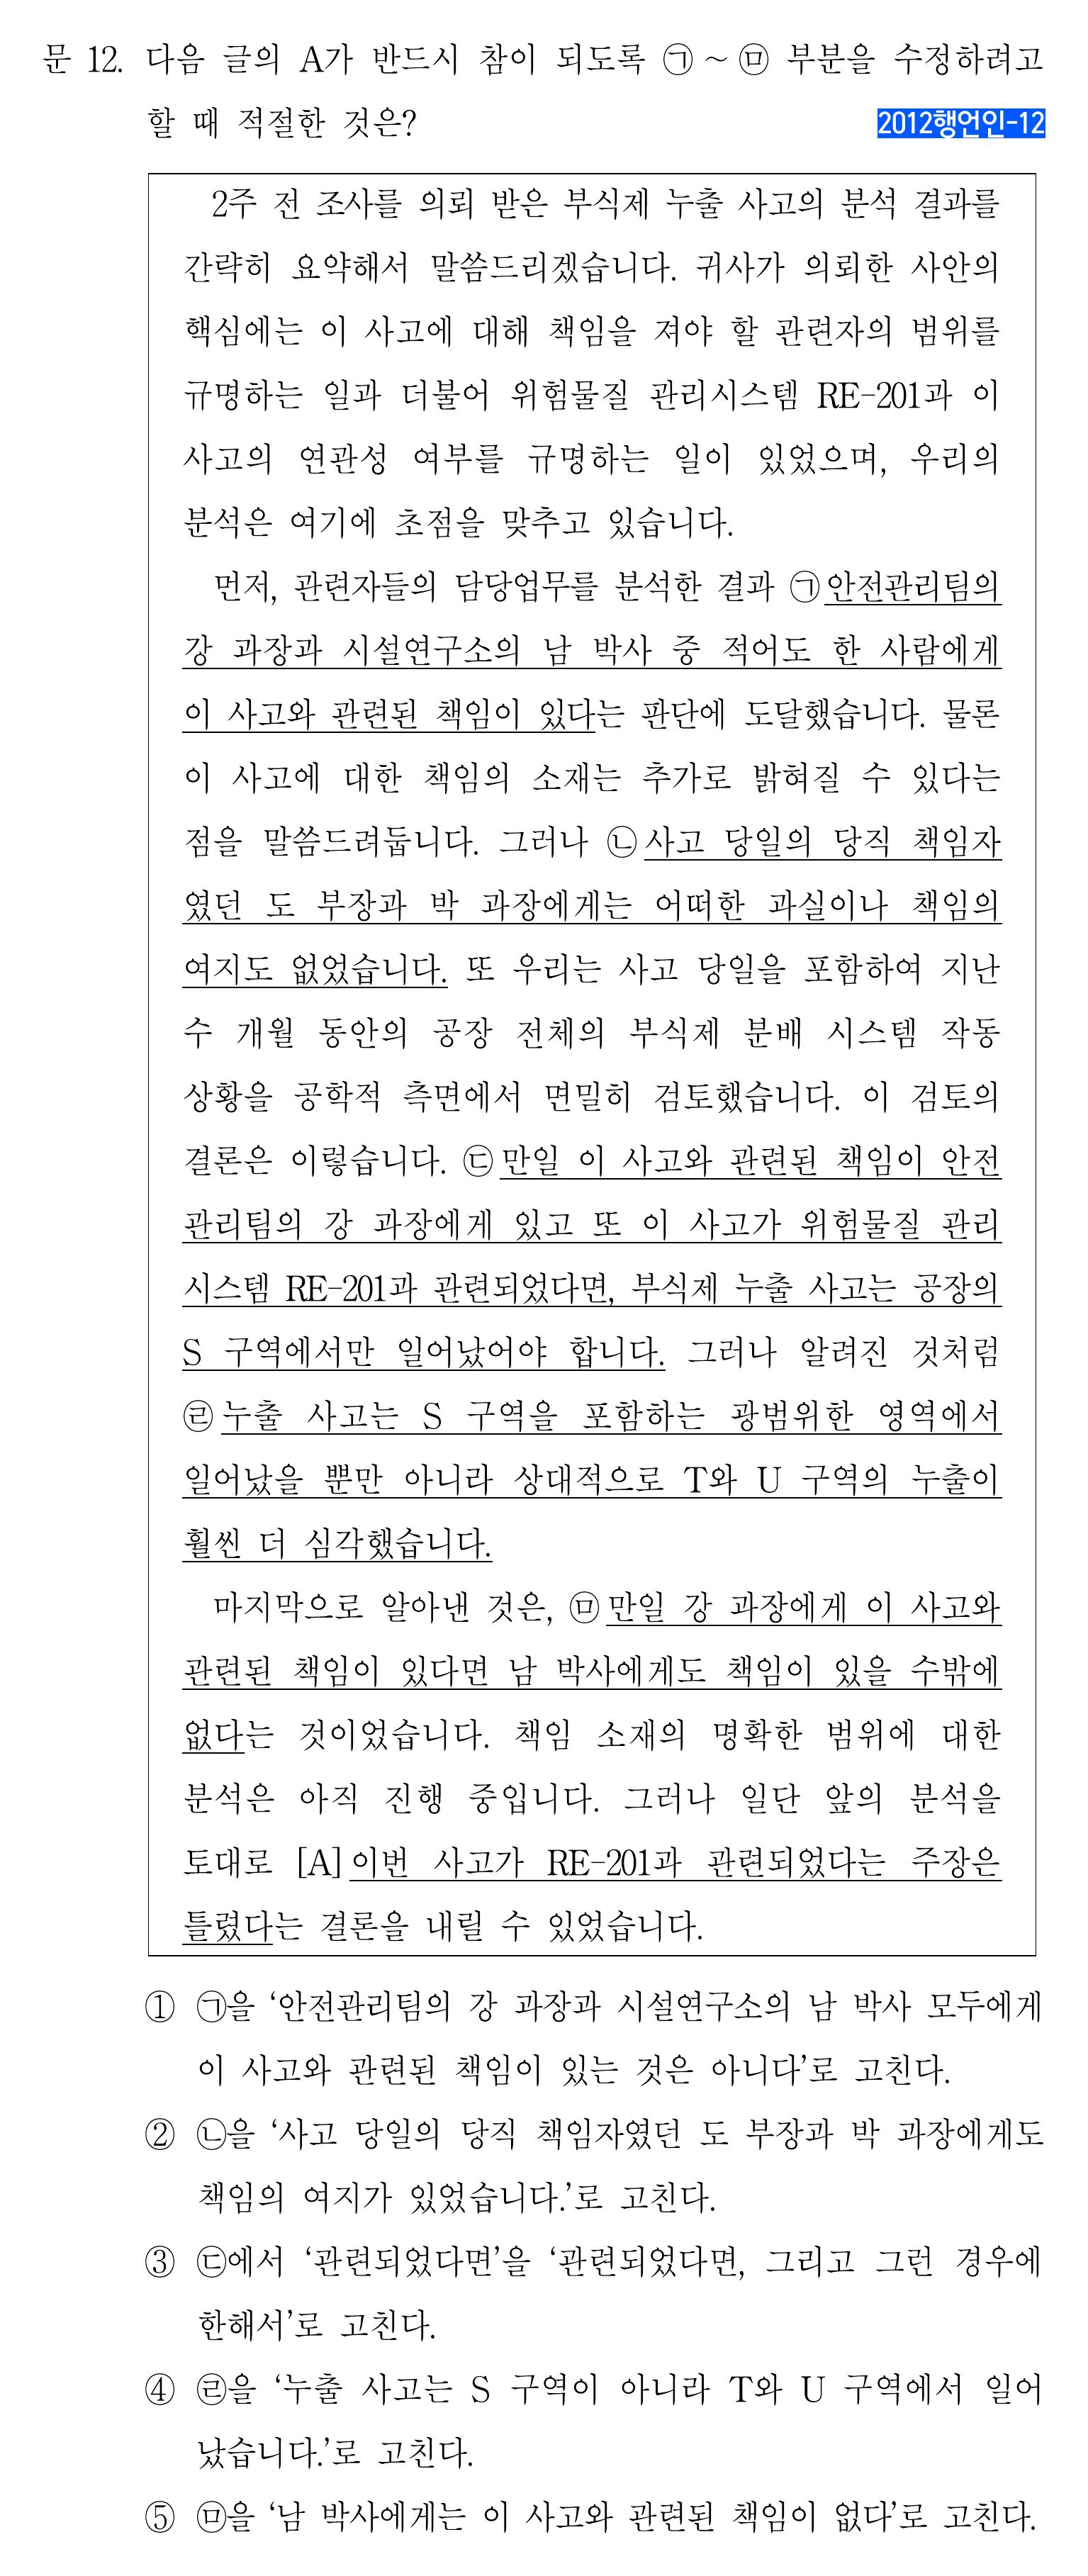 문 12. 다음 글의 A가 반드시 참이 되도록 ㉠ ~ ㉤ 부분을 수정하려고
할 때 적절한 것은?
2012행언인-12
2주 전 조사를 의뢰 받은 부식제 누출 사고의 분석 결과를
간략히 요약해서 말씀드리겠습니다. 귀사가 의뢰한 사안의
핵심에는 이 사고에 대해 책임을 져야 할 관련자의 범위를
규명하는 일과 더불어 위험물질 관리시스템 RE-201과 이
사고의 연관성 여부를 규명하는 일이 있었으며, 우리의
분석은 여기에 초점을 맞추고 있습니다.
먼저, 관련자들의 담당업무를 분석한 결과 ㉠안전관리팀의
강 과장과 시설연구소의 남 박사 중 적어도 한 사람에게
이 사고와 관련된 책임이 있다는 판단에 도달했습니다. 물론
이 사고에 대한 책임의 소재는 추가로 밝혀질 수 있다는
점을 말씀드려둡니다. 그러나 ㉡사고 당일의 당직 책임자
였던 도 부장과 박 과장에게는 어떠한 과실이나 책임의
여지도 없었습니다. 또 우리는 사고 당일을 포함하여 지난
수 개월 동안의 공장 전체의 부식제 분배 시스템 작동
상황을 공학적 측면에서 면밀히 검토했습니다. 이 검토의
결론은 이렇습니다. ㉢만일 이 사고와 관련된 책임이 안전
관리팀의 강 과장에게 있고 또 이 사고가 위험물질 관리
시스템 RE-201과 관련되었다면, 부식제 누출 사고는 공장의
S 구역에서만 일어났어야 합니다. 그러나 알려진 것처럼
㉣누출 사고는 S 구역을 포함하는 광범위한 영역에서
일어났을 뿐만 아니라 상대적으로 T와 U 구역의 누출이
훨씬 더 심각했습니다.
마지막으로 알아낸 것은, ㉤만일 강 과장에게 이 사고와
관련된 책임이 있다면 남 박사에게도 책임이 있을 수밖에
없다는 것이었습니다. 책임 소재의 명확한 범위에 대한
분석은 아직 진행 중입니다. 그러나 일단 앞의 분석을
토대로 [A]이번 사고가 RE-201과 관련되었다는 주장은
틀렸다는 결론을 내릴 수 있었습니다.
① ㉠을 ‘안전관리팀의 강 과장과 시설연구소의 남 박사 모두에게
이 사고와 관련된 책임이 있는 것은 아니다’로 고친다.
② ㉡을 ‘사고 당일의 당직 책임자였던 도 부장과 박 과장에게도
책임의 여지가 있었습니다.’로 고친다.
③ ㉢에서 ‘관련되었다면’을 ‘관련되었다면, 그리고 그런 경우에
한해서’로 고친다.
④ ㉣을 ‘누출 사고는 S 구역이 아니라 T와 U 구역에서 일어
났습니다.’로 고친다.
⑤ ㉤을 ‘남 박사에게는 이 사고와 관련된 책임이 없다’로 고친다.